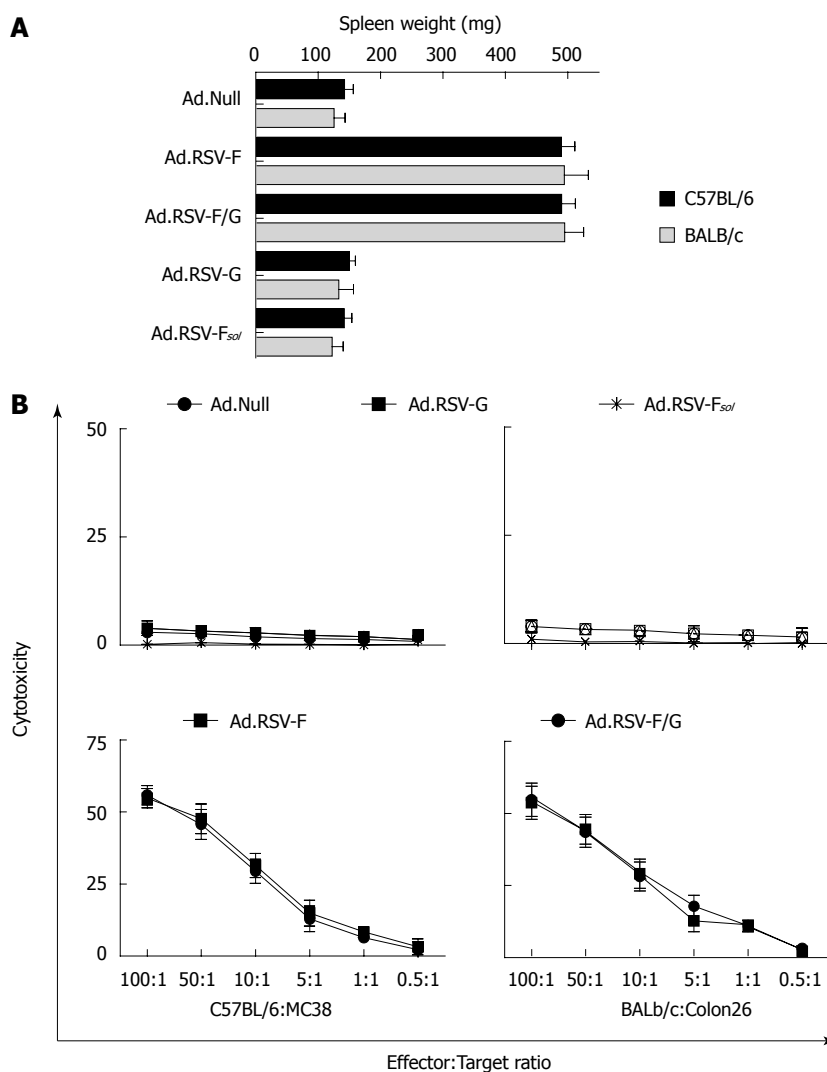 A
Spleen weight (mg)
0 100 200 300 400 500
Ad.Null
Ad.RSV-F
Ad.RSV-F/G
Ad.RSV-G
Ad.RSV-Fsol
C57BL/6
BALB/c
B
Ad.Null Ad.RSV-G Ad.RSV-Fsol
50
25
0
Cytotoxicity
Ad.RSV-F Ad.RSV-F/G
75
50
25
0
100:1 50:1 10:1 5:1 1:1 0.5:1 100:1 50:1 10:1 5:1 1:1 0.5:1
C57BL/6:MC38 BALb/c:Colon26
Effector:Target ratio